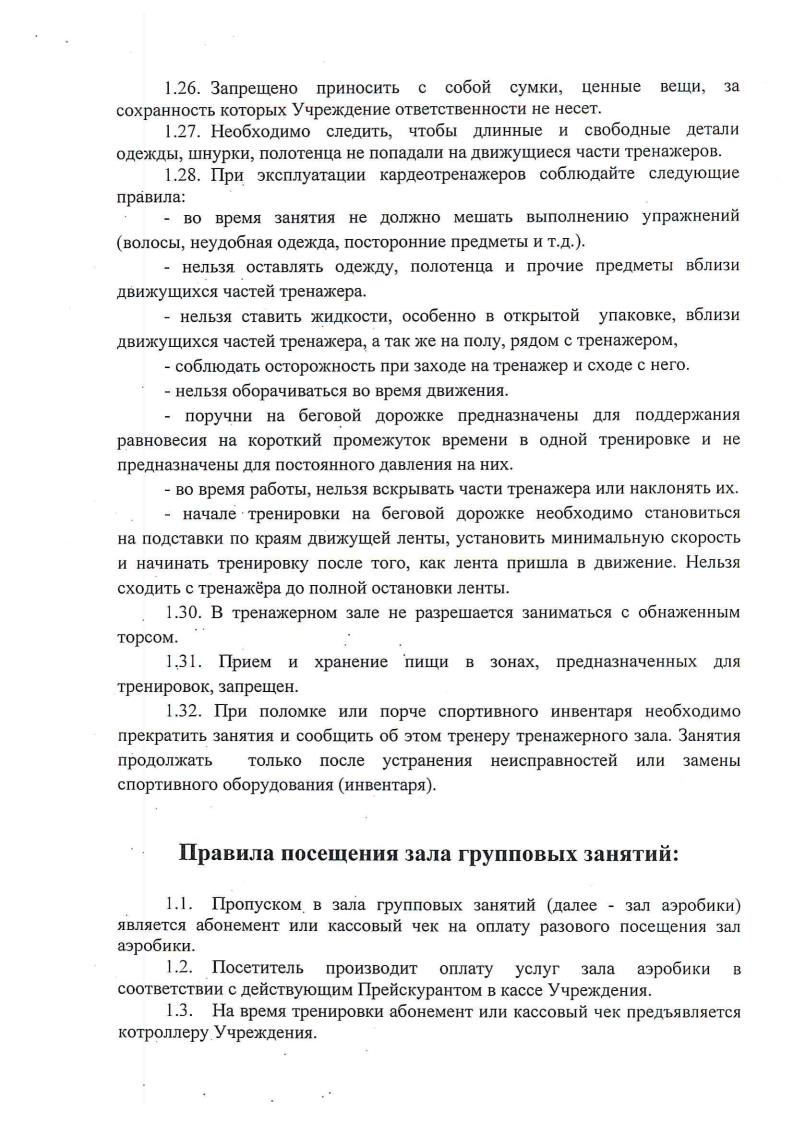 1.26. Запрещено приносить с собой сумки, ценные вещи, за
сохранность которых Учреждение ответственности не несет.
1.27. Необходимо следить, чтобы длинные и свободные детали
одежды, шнурки, полотенца не попадали на движущиеся части тренажеров.
1.28. При эксплуатации кардеотренажеров соблюдайте следующие
правила:
- во время занятия не должно мешать выполнению упражнений
(волосы, неудобная одежда, посторонние предметы и т.д.).
- нельзя оставлять одежду, полотенца и прочие предметы вблизи
движущихся частей тренажера.
- нельзя ставить жидкости, особенно в открытой упаковке, вблизи
движущихся частей тренажера, а так же на полу, рядом с тренажером,
- соблюдать осторожность при заходе на тренажер и сходе с него.
- нельзя оборачиваться во время движения.
- поручни на беговой дорожке предназначены для поддержания
равновесия на короткий промежуток времени в одной тренировке и не
предназначены для постоянного давления на них.
- во время работы, нельзя вскрывать части тренажера или наклонять их.
- начале тренировки на беговой дорожке необходимо становиться
на подставки по краям движущей ленты, установить минимальную скорость
и начинать тренировку после того, как лента пришла в движение. Нельзя
сходить с тренажёра до полной остановки ленты.
1.30. В тренажерном зале не разрешается заниматься с обнаженным
торсом.
1.31. Прием и хранение пищи в зонах, предназначенных для
тренировок, запрещен.
1.32. При поломке или порче спортивного инвентаря необходимо
прекратить занятия и сообщить об этом тренеру тренажерного зала. Занятия
продолжать только после устранения неисправностей или замены
спортивного оборудования (инвентаря).
Правила посещения зала групповых занятий:
1.1. Пропуском в зала групповых занятий (далее - зал аэробики)
является абонемент или кассовый чек на оплату разового посещения зал
аэробики.
1.2. Посетитель производит оплату услуг зала аэробики в
соответствии с действующим Прейскурантом в кассе Учреждения.
1.3. На время тренировки абонемент или кассовый чек предъявляется
котроллеру Учреждения.